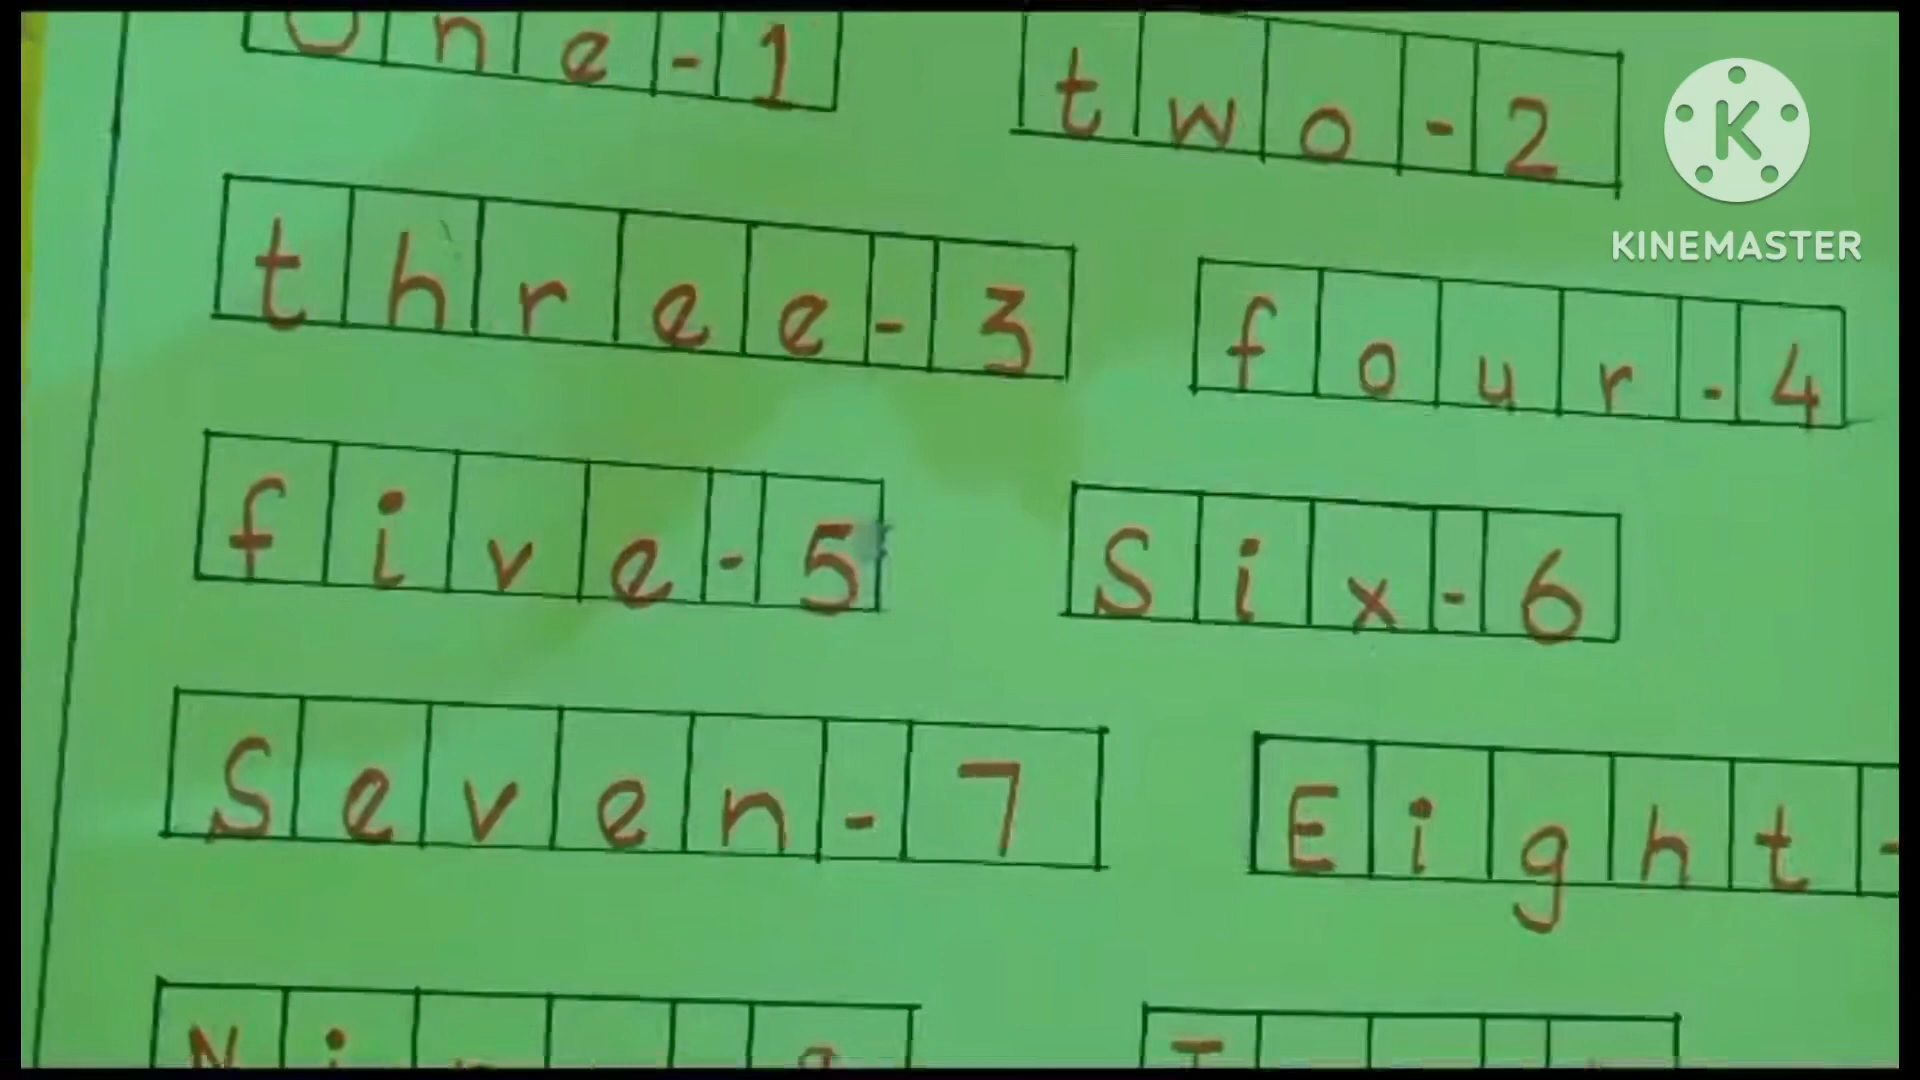 One-1 two-2
three-3 four-4
five-5 Six-6
Seven-7 Eight-
KINEMASTER